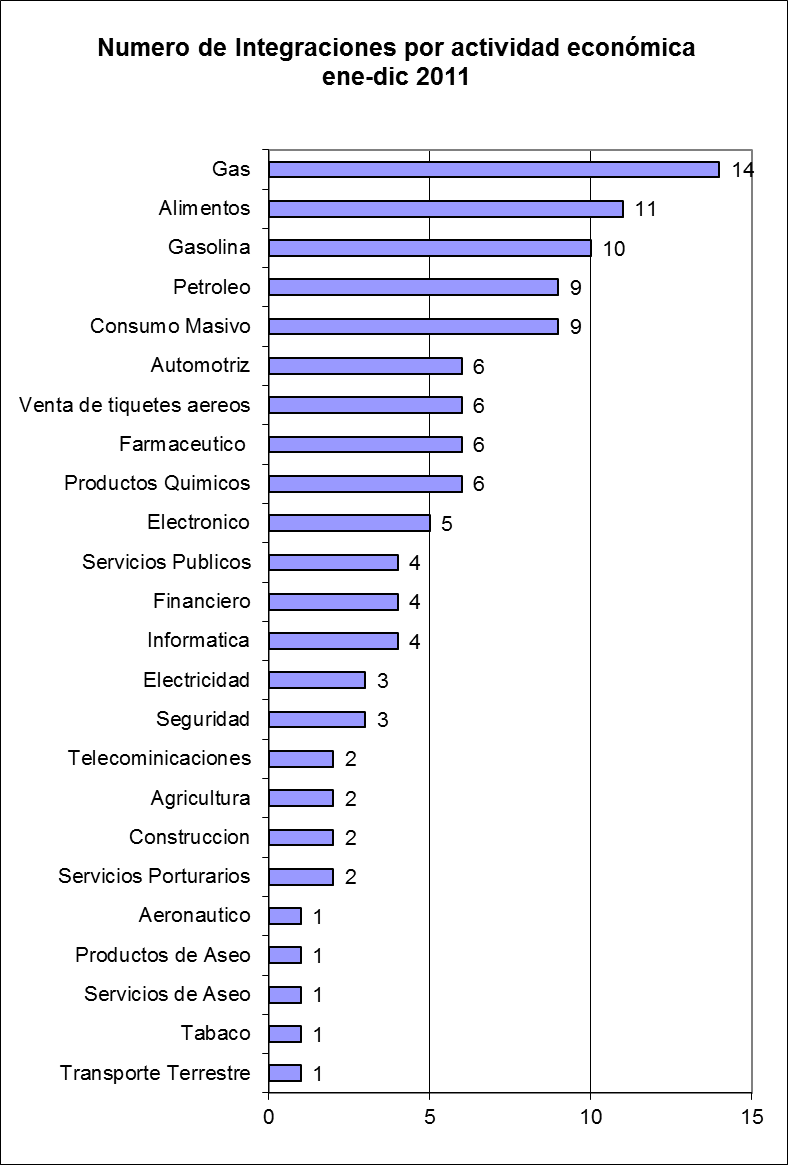 Numero de Integraciones por actividad económica
ene-dic 2011
Gas 14
Alimentos 11
Gasolina 10
Petroleo 9
Consumo Masivo 9
Automotriz 6
Venta de tiquetes aereos 6
Farmaceutico 6
Productos Quimicos 6
Electronico 5
Servicios Publicos 4
Financiero 4
Informatica 4
Electricidad 3
Seguridad 3
Telecominicaciones 2
Agricultura 2
Construccion 2
Servicios Porturarios 2
Aeronautico 1
Productos de Aseo 1
Servicios de Aseo 1
Tabaco 1
Transporte Terrestre 1
0 5 10 15